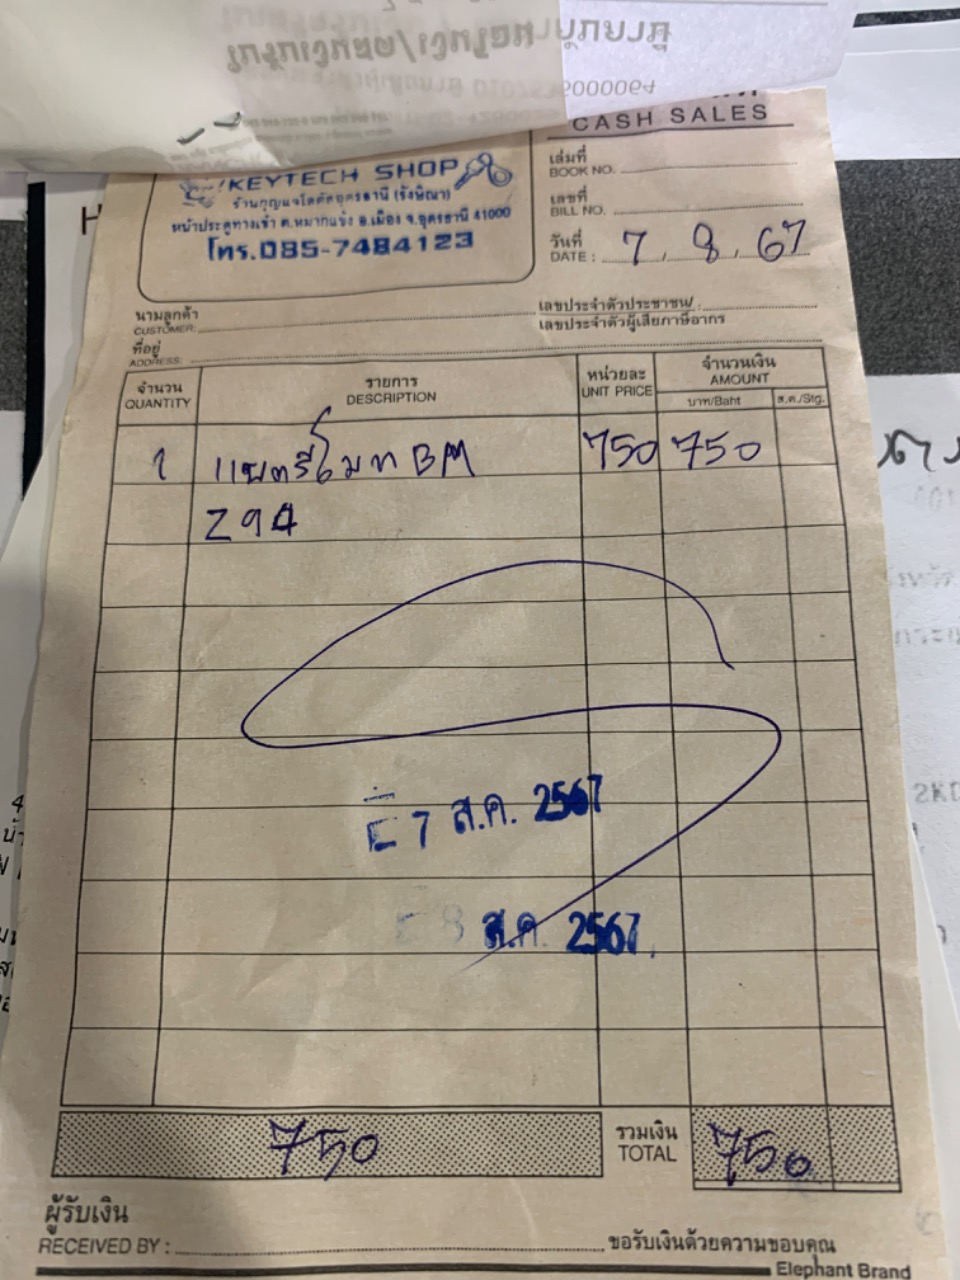 CASH SALES
KEYTECH SHOP
ร้านกุญแจโตคัตอุดรธานี (รังษิณา)
หน้าประตูทางเข้า ต.หมากแข้ง อ.เมือง จ.อุดรธานี 41000
โทร.085-7484123
เล่มที่
BOOK NO.
เลขที่
BILL NO.
วันที่
DATE : 7, 8, 67
นามลูกค้า
CUSTOMER:
เลขประจำตัวประชาชน/
เลขประจำตัวผู้เสียภาษีอากร
ที่อยู่
ADDRESS:
จำนวน
QUANTITY
รายการ
DESCRIPTION
หน่วยละ
UNIT PRICE
จำนวนเงิน
AMOUNT
บาท/Baht
ส.ต./Stg.
1 แบตรีโมท BM 750 750
Z94
7 ส.ค. 2567
8 ส.ค. 2567
750
รวมเงิน
TOTAL
750
ผู้รับเงิน
RECEIVED BY :
ขอรับเงินด้วยความขอบคุณ
Elephant Brand